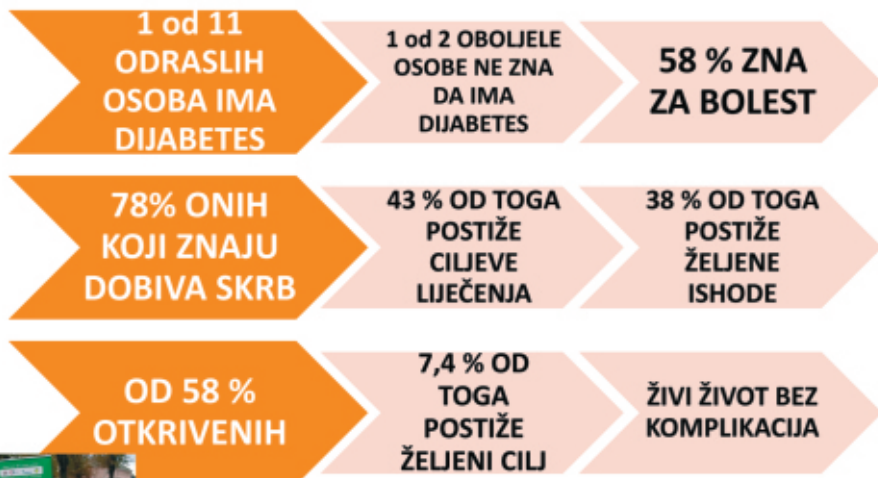 1 od 11
ODRASLIH
OSOBA IMA
DIJABETES
1 od 2 OBOLJELE
OSOBE NE ZNA
DA IMA
DIJABETES
58 % ZNA
ZA BOLEST
78% ONIH
KOJI ZNAJU
DOBIVA SKRB
43 % OD TOGA
POSTIŽE
CILJEVE
LIJEČENJA
38 % OD TOGA
POSTIŽE
ŽELJENE
ISHODE
OD 58 %
OTKRIVENIH
7,4 % OD
TOGA
POSTIŽE
ŽELJENI CILJ
ŽIVI ŽIVOT BEZ
KOMPLIKACIJA